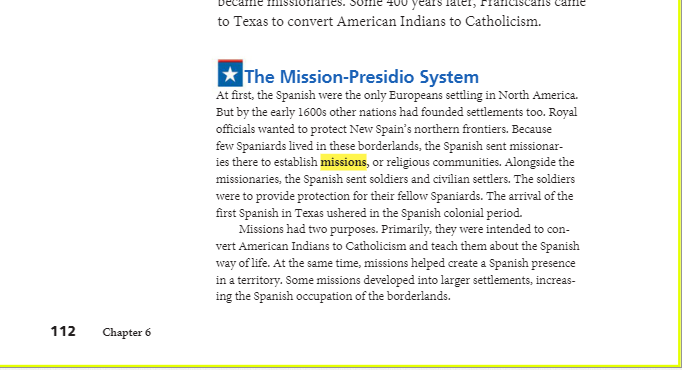 became missionaries. Some 400 years later, Franciscans came
to Texas to convert American Indians to Catholicism.
The Mission-Presidio System
At first, the Spanish were the only Europeans settling in North America.
But by the early 1600s other nations had founded settlements too. Royal
officials wanted to protect New Spain's northern frontiers. Because
few Spaniards lived in these borderlands, the Spanish sent missionar-
ies there to establish missions, or religious communities. Alongside the
missionaries, the Spanish sent soldiers and civilian settlers. The soldiers
were to provide protection for their fellow Spaniards. The arrival of the
first Spanish in Texas ushered in the Spanish colonial period.
Missions had two purposes. Primarily, they were intended to con-
vert American Indians to Catholicism and teach them about the Spanish
way of life. At the same time, missions helped create a Spanish presence
in a territory. Some missions developed into larger settlements, increas-
ing the Spanish occupation of the borderlands.
112 Chapter 6